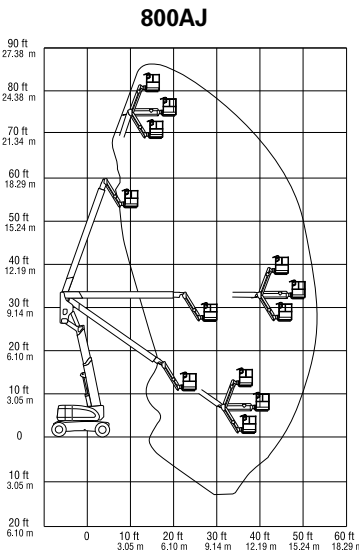 800AJ
90 ft
27.38 m
80 ft
24.38 m
70 ft
21.34 m
60 ft
18.29 m
50 ft
15.24 m
40 ft
12.19 m
30 ft
9.14 m
20 ft
6.10 m
10 ft
3.05 m
0
10 ft
3.05 m
20 ft
6.10 m
0 10 ft 20 ft 30 ft 40 ft 50 ft 60 ft
3.05 m 6.10 m 9.14 m 12.19 m 15.24 m 18.29 m